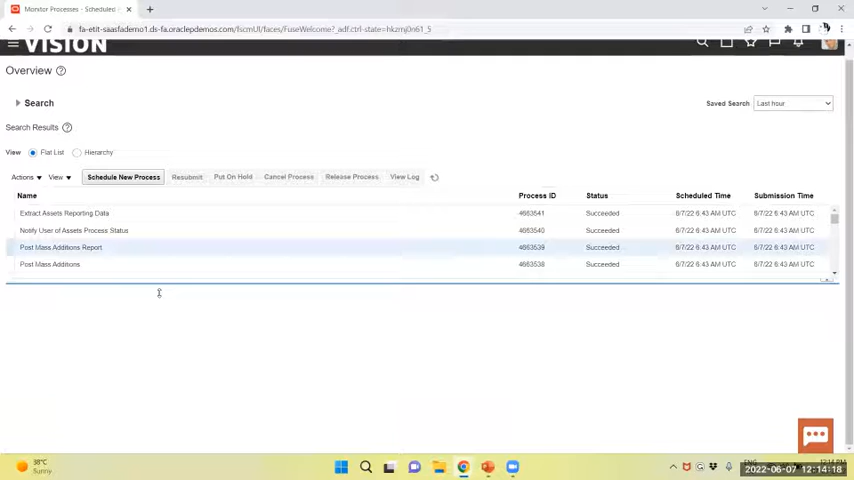 Monitor Processes - Scheduled
fa-etit-saasfademo1.ds-fa.oraclepdemos.com/fscmUI/faces/FuseWelcome?_adf.ctrl-state=hkzmj0n61_5
VISION
Overview
Search
Saved Search Last hour
Search Results
View Flat List Hierarchy
Actions View Schedule New Process Resubmit Put On Hold Cancel Process Release Process View Log
Name Process ID Status Scheduled Time Submission Time
Extract Assets Reporting Data 4663541 Succeeded 6/7/22 6:43 AM UTC 6/7/22 6:43 AM UTC
Notify User of Assets Process Status 4663540 Succeeded 6/7/22 6:43 AM UTC 6/7/22 6:43 AM UTC
Post Mass Additions Report 4663539 Succeeded 6/7/22 6:43 AM UTC 6/7/22 6:43 AM UTC
Post Mass Additions 4663538 Succeeded 6/7/22 6:43 AM UTC 6/7/22 6:43 AM UTC
38°C
Sunny
ENG
2022-06-07 12:14:18